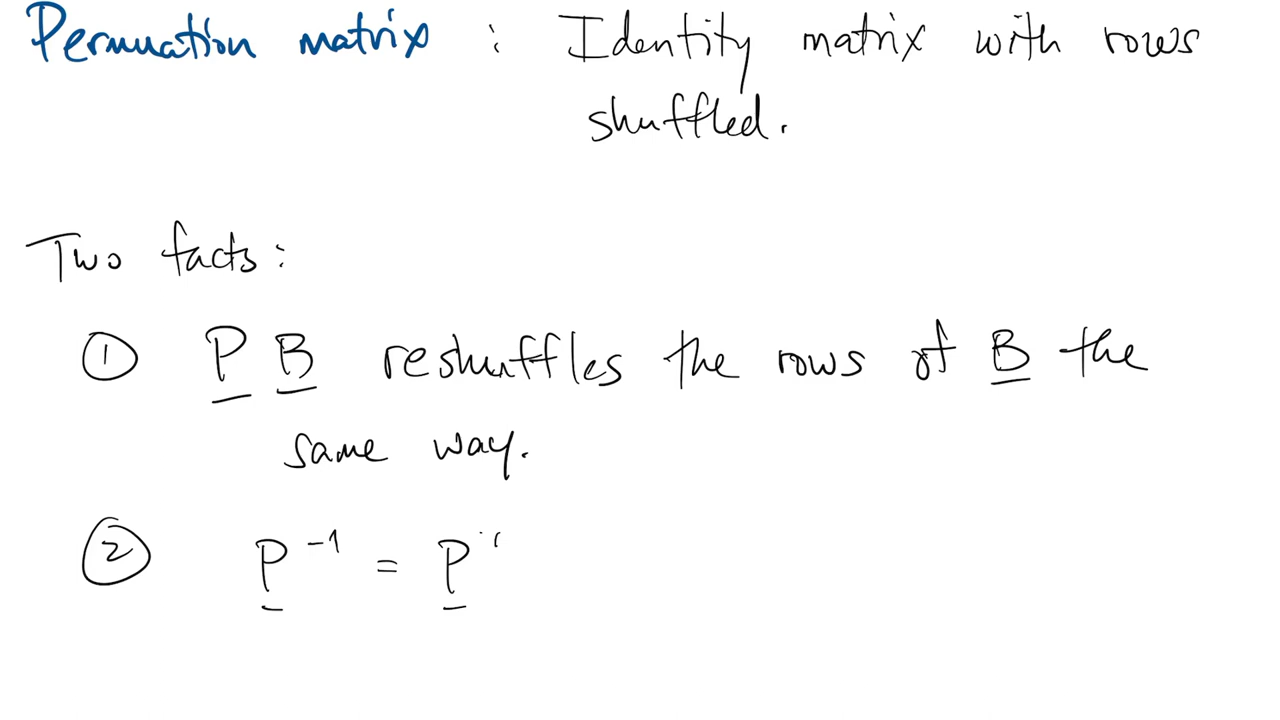 Permuation matrix : Identity matrix with rows
shuffled.
Two facts:
① P B reshuffles the rows of B the
same way.
② P⁻¹ = P